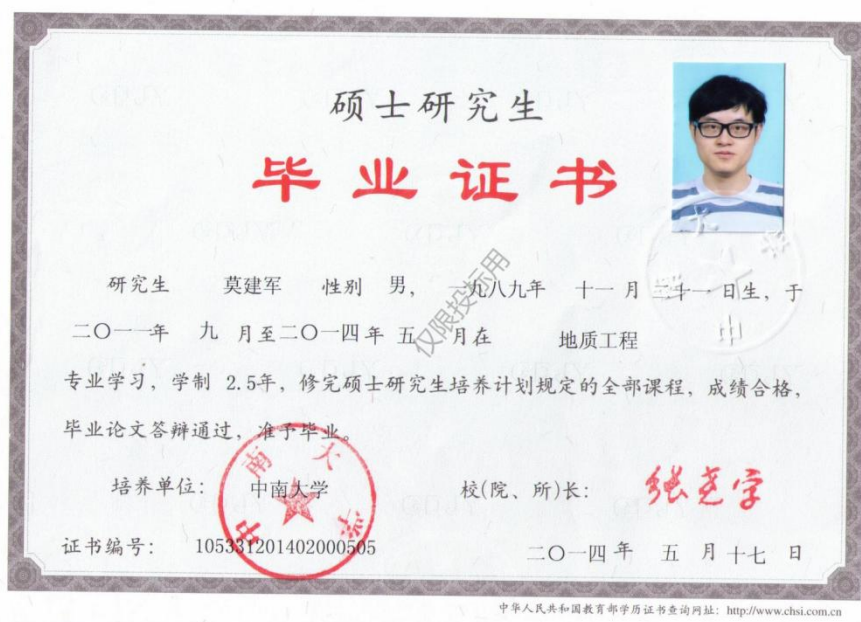 硕士研究生
毕业证书
研究生 莫建军 性别 男， 一九八九年 十一 月 二十一 日生，于
二〇一一年 九 月至二〇一四年 五 月在 地质工程
专业学习，学制 2.5年，修完硕士研究生培养计划规定的全部课程，成绩合格，
毕业论文答辩通过，准予毕业。
培养单位： 中南大学 校(院、所)长： 张尧学
证书编号： 105331201402000505 二〇一四年 五 月 十七 日
中南大学
仅限投标用
中华人民共和国教育部学历证书查询网址：http://www.chsi.com.cn